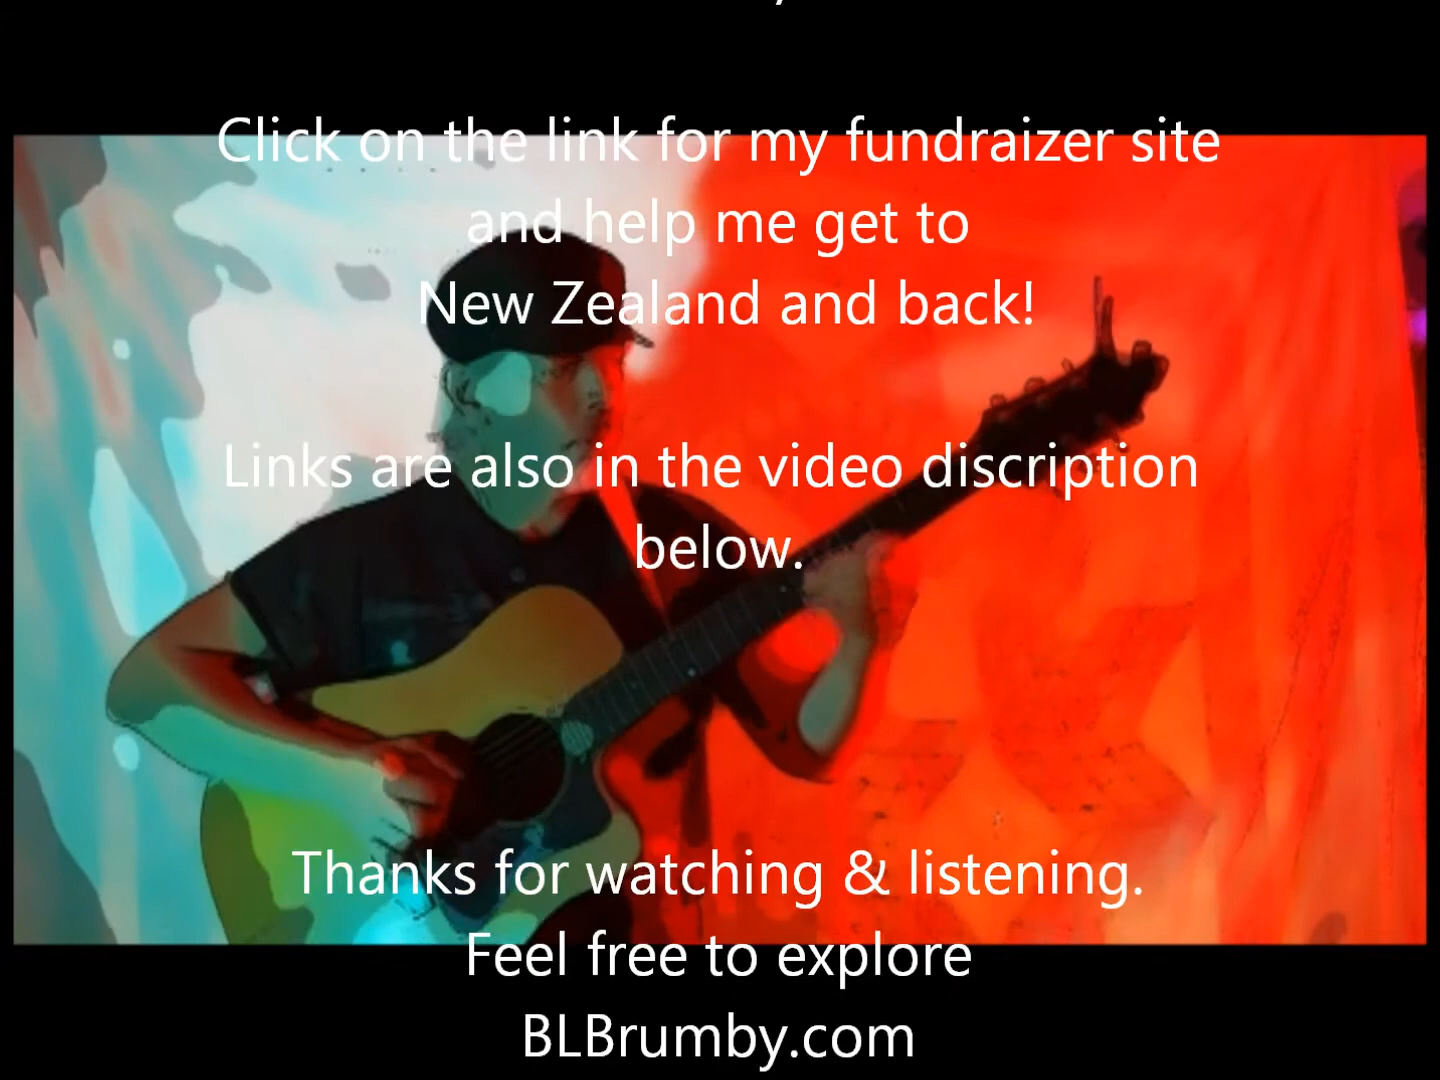 Click on the link for my fundraizer site
and help me get to
New Zealand and back!
Links are also in the video discription
below.
Thanks for watching & listening.
Feel free to explore
BLBrumby.com